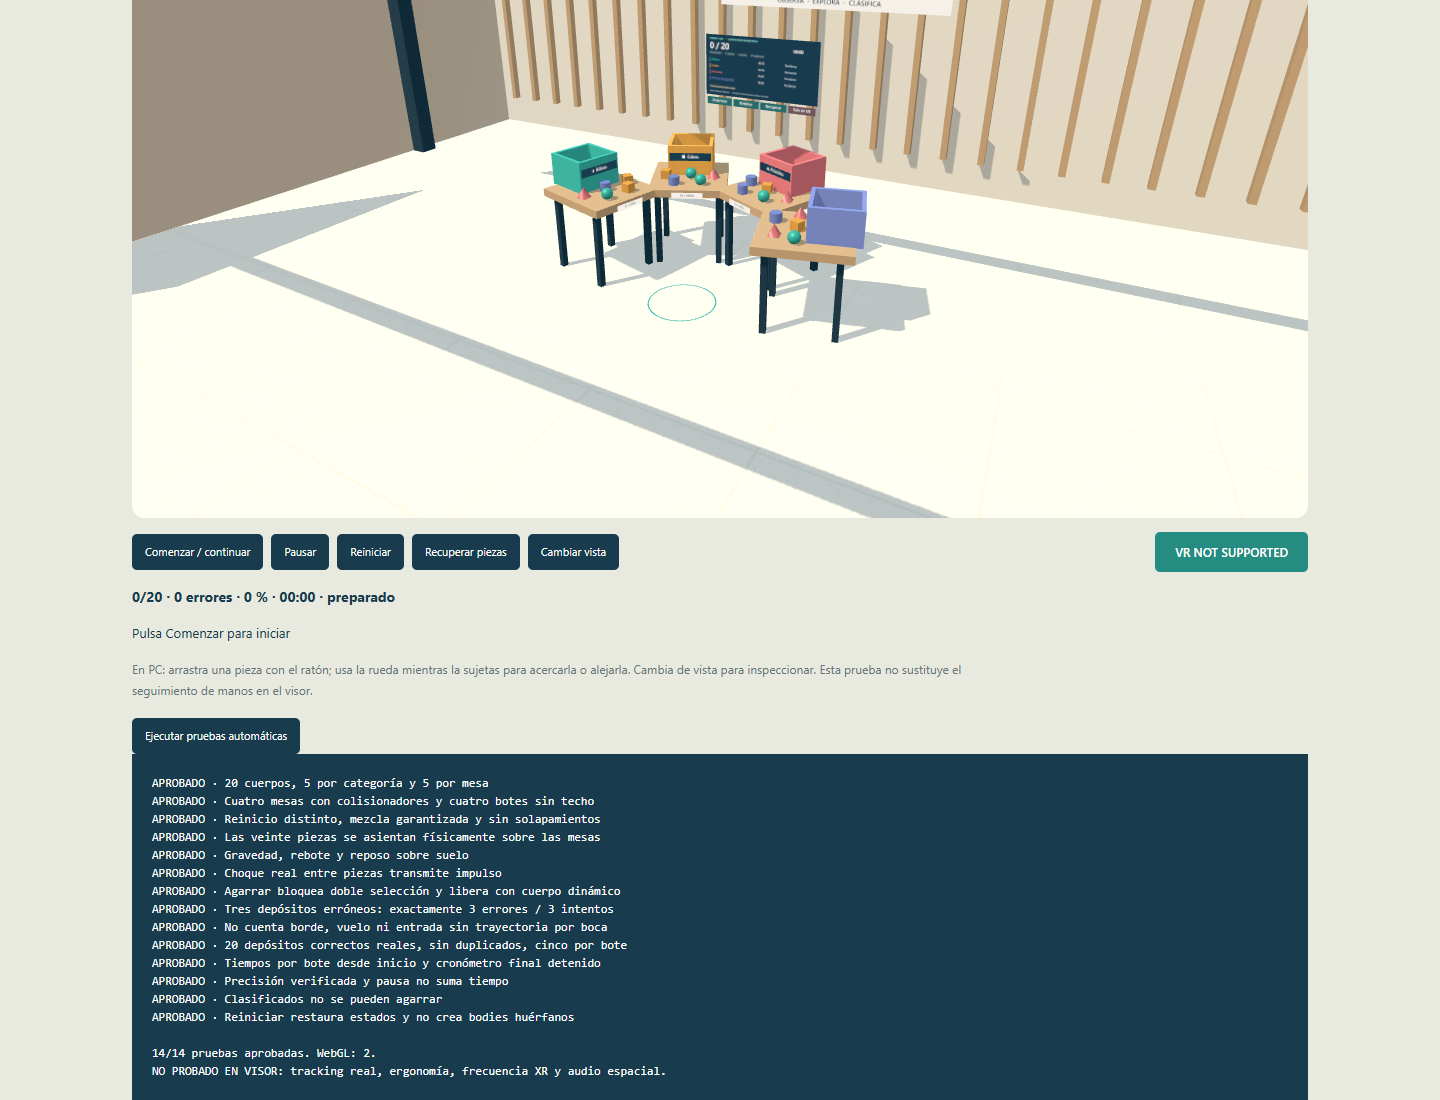 OBSERVA · EXPLORA · CLASIFICA
0/20
Comenzar / continuar
Pausar
Reiniciar
Recuperar piezas
Cambiar vista
VR NOT SUPPORTED
0/20 · 0 errores · 0 % · 00:00 · preparado
Pulsa Comenzar para iniciar
En PC: arrastra una pieza con el ratón; usa la rueda mientras la sujetas para acercarla o alejarla. Cambia de vista para inspeccionar. Esta prueba no sustituye el
seguimiento de manos en el visor.
Ejecutar pruebas automáticas
APROBADO · 20 cuerpos, 5 por categoría y 5 por mesa
APROBADO · Cuatro mesas con colisionadores y cuatro botes sin techo
APROBADO · Reinicio distinto, mezcla garantizada y sin solapamientos
APROBADO · Las veinte piezas se asientan físicamente sobre las mesas
APROBADO · Gravedad, rebote y reposo sobre suelo
APROBADO · Choque real entre piezas transmite impulso
APROBADO · Agarrar bloquea doble selección y libera con cuerpo dinámico
APROBADO · Tres depósitos erróneos: exactamente 3 errores / 3 intentos
APROBADO · No cuenta borde, vuelo ni entrada sin trayectoria por boca
APROBADO · 20 depósitos correctos reales, sin duplicados, cinco por bote
APROBADO · Tiempos por bote desde inicio y cronómetro final detenido
APROBADO · Precisión verificada y pausa no suma tiempo
APROBADO · Clasificados no se pueden agarrar
APROBADO · Reiniciar restaura estados y no crea bodies huérfanos
14/14 pruebas aprobadas. WebGL: 2.
NO PROBADO EN VISOR: tracking real, ergonomía, frecuencia XR y audio espacial.